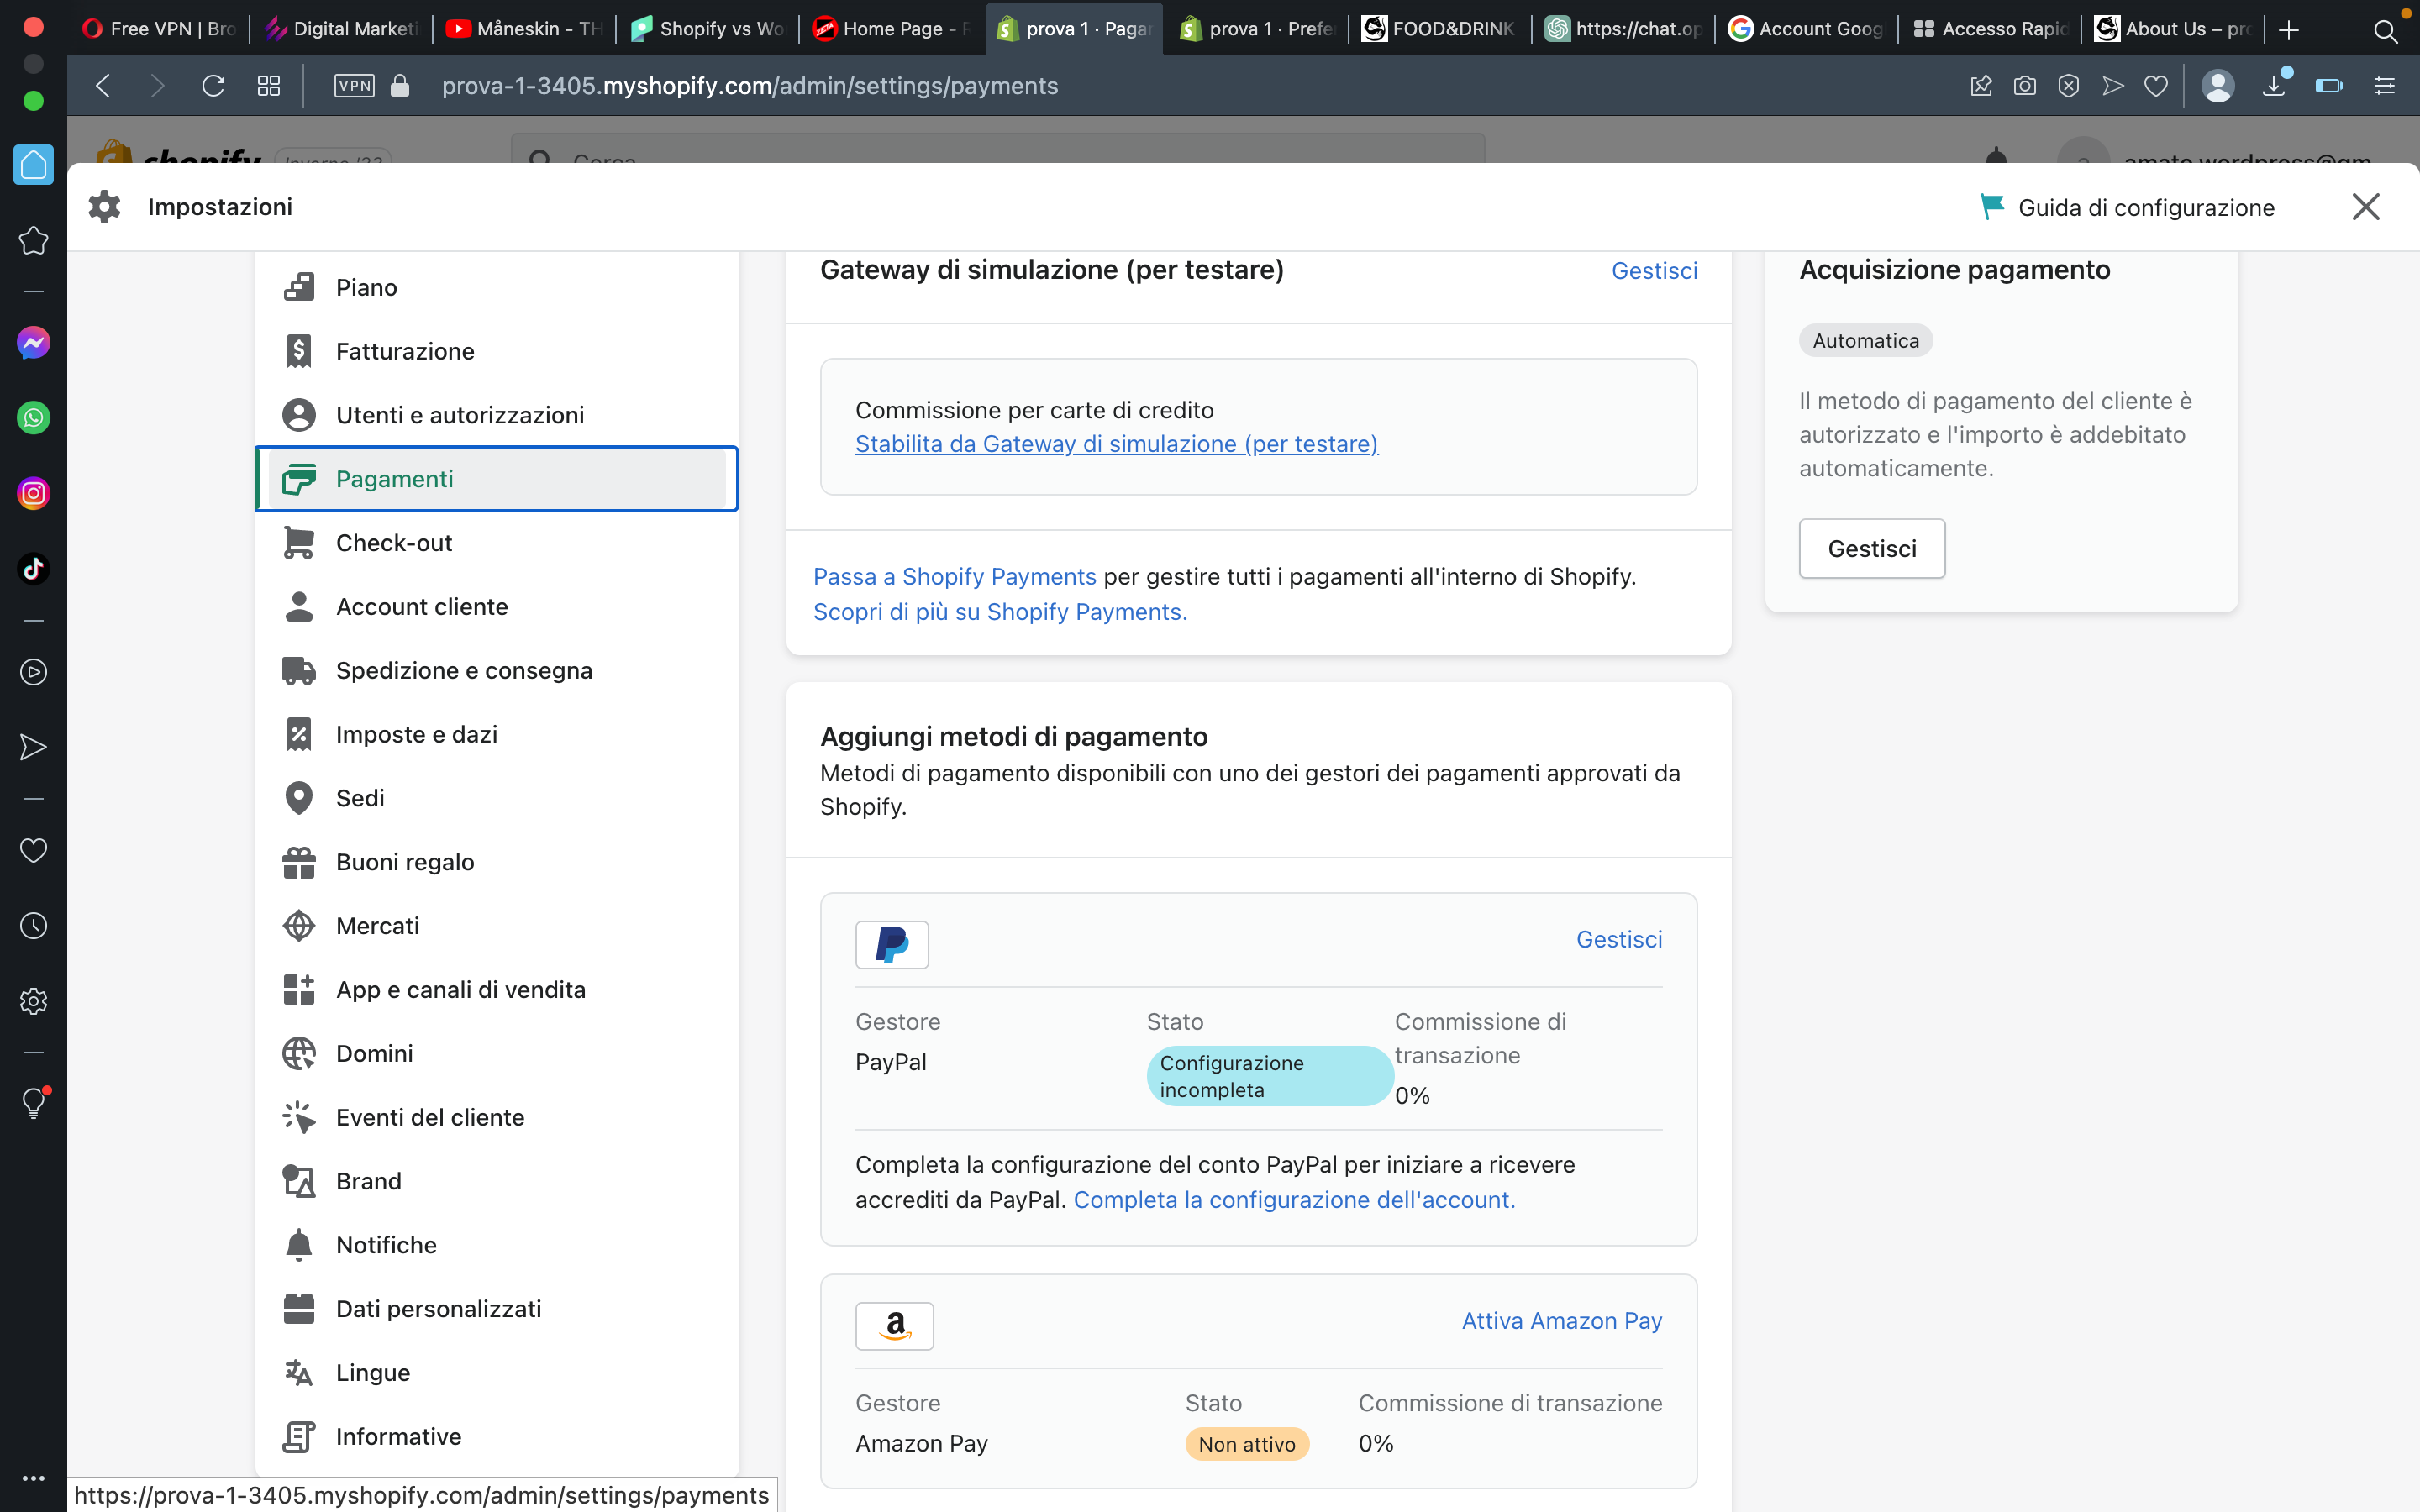 Free VPN | Bro
Digital Marketi
Måneskin - TH
Shopify vs Wo
Home Page - R
prova 1 · Pagar
prova 1 · Prefe
FOOD&DRINK
https://chat.op
Account Goog
Accesso Rapid
About Us – pro
VPN
prova-1-3405.myshopify.com/admin/settings/payments
shopify
Inverno '23
Cerca
amato.wordpress@gm
Impostazioni
Guida di configurazione
Piano
Fatturazione
Utenti e autorizzazioni
Pagamenti
Check-out
Account cliente
Spedizione e consegna
Imposte e dazi
Sedi
Buoni regalo
Mercati
App e canali di vendita
Domini
Eventi del cliente
Brand
Notifiche
Dati personalizzati
Lingue
Informative
Gateway di simulazione (per testare)
Gestisci
Commissione per carte di credito
Stabilita da Gateway di simulazione (per testare)
Passa a Shopify Payments per gestire tutti i pagamenti all'interno di Shopify.
Scopri di più su Shopify Payments.
Aggiungi metodi di pagamento
Metodi di pagamento disponibili con uno dei gestori dei pagamenti approvati da
Shopify.
Gestisci
Gestore
PayPal
Stato
Configurazione
incompleta
Commissione di
transazione
0%
Completa la configurazione del conto PayPal per iniziare a ricevere
accrediti da PayPal. Completa la configurazione dell'account.
Attiva Amazon Pay
Gestore
Amazon Pay
Stato
Non attivo
Commissione di transazione
0%
Acquisizione pagamento
Automatica
Il metodo di pagamento del cliente è
autorizzato e l'importo è addebitato
automaticamente.
Gestisci
https://prova-1-3405.myshopify.com/admin/settings/payments